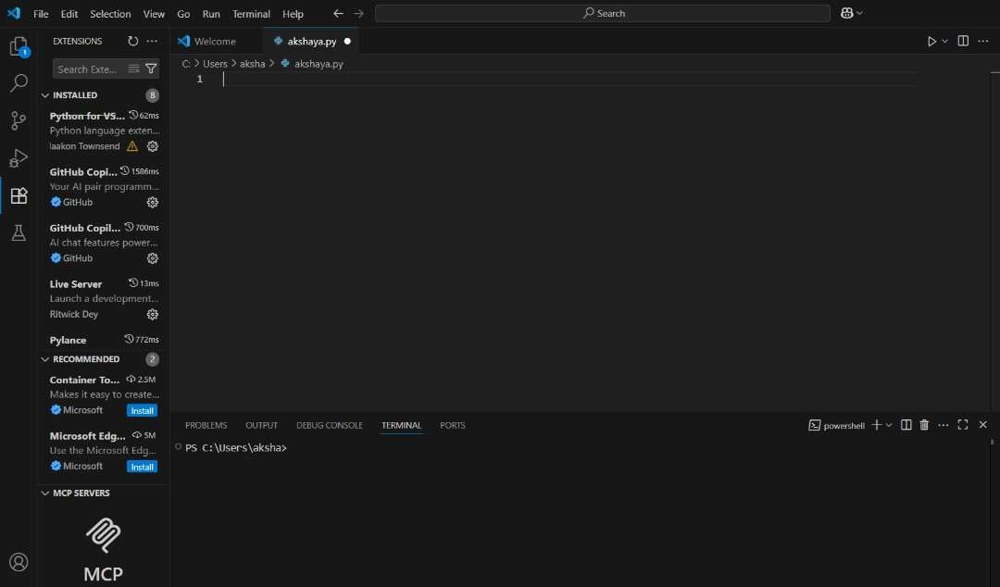 File Edit Selection View Go Run Terminal Help
Search
EXTENSIONS
Welcome
akshaya.py
C: > Users > aksha > akshaya.py
1
Search Exte...
INSTALLED 8
Python for VS... 62ms
Python language exten...
laakon Townsend
GitHub Copi... 1586ms
Your AI pair programm...
GitHub
GitHub Copil... 700ms
AI chat features power...
GitHub
Live Server 13ms
Launch a development...
Ritwick Dey
Pylance 772ms
RECOMMENDED 2
Container To... 2.5M
Makes it easy to create...
Microsoft Install
Microsoft Edg... 5M
Use the Microsoft Edg...
Microsoft Install
MCP SERVERS
MCP
PROBLEMS OUTPUT DEBUG CONSOLE TERMINAL PORTS
powershell
PS C:\Users\aksha>
1